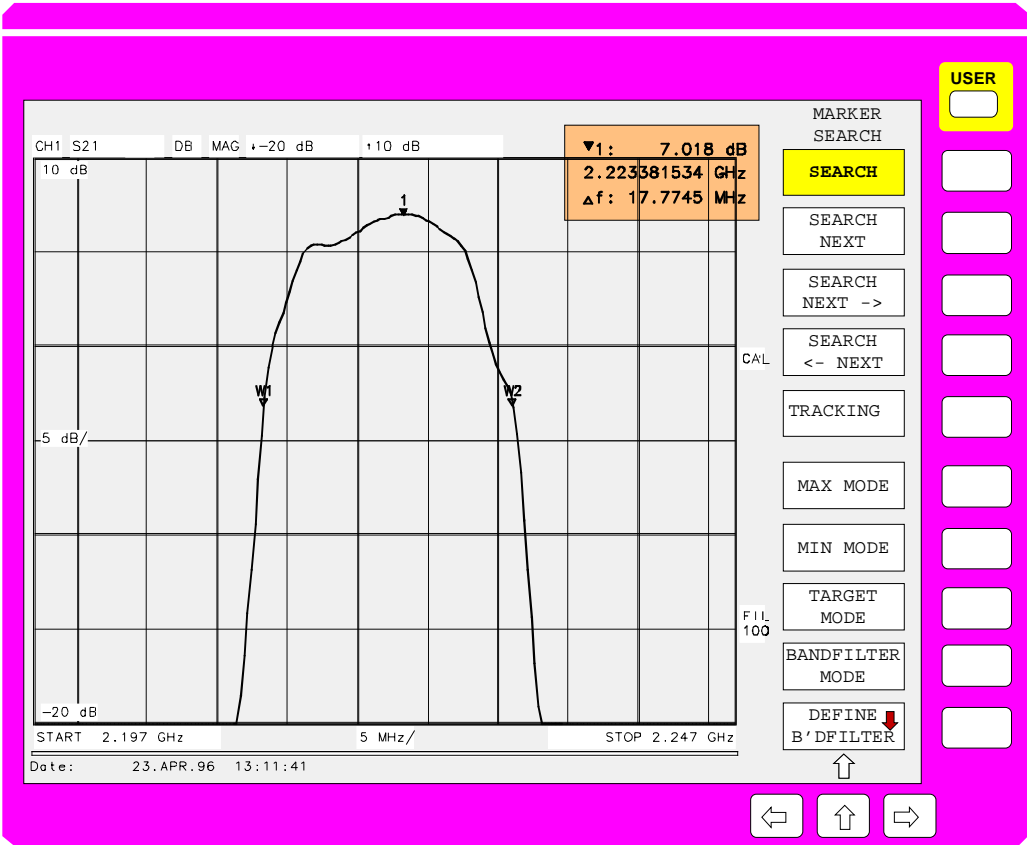 USER
MARKER
SEARCH
CH1 S21 DB MAG ↓-20 dB ↑10 dB
▼1: 7.018 dB
2.223381534 GHz
△f: 17.7745 MHz
10 dB
1
W1
W2
5 dB/
-20 dB
CAL
FIL
100
START 2.197 GHz 5 MHz/ STOP 2.247 GHz
Date: 23.APR.96 13:11:41
SEARCH
SEARCH
NEXT
SEARCH
NEXT ->
SEARCH
<- NEXT
TRACKING
MAX MODE
MIN MODE
TARGET
MODE
BANDFILTER
MODE
DEFINE
B'DFILTER